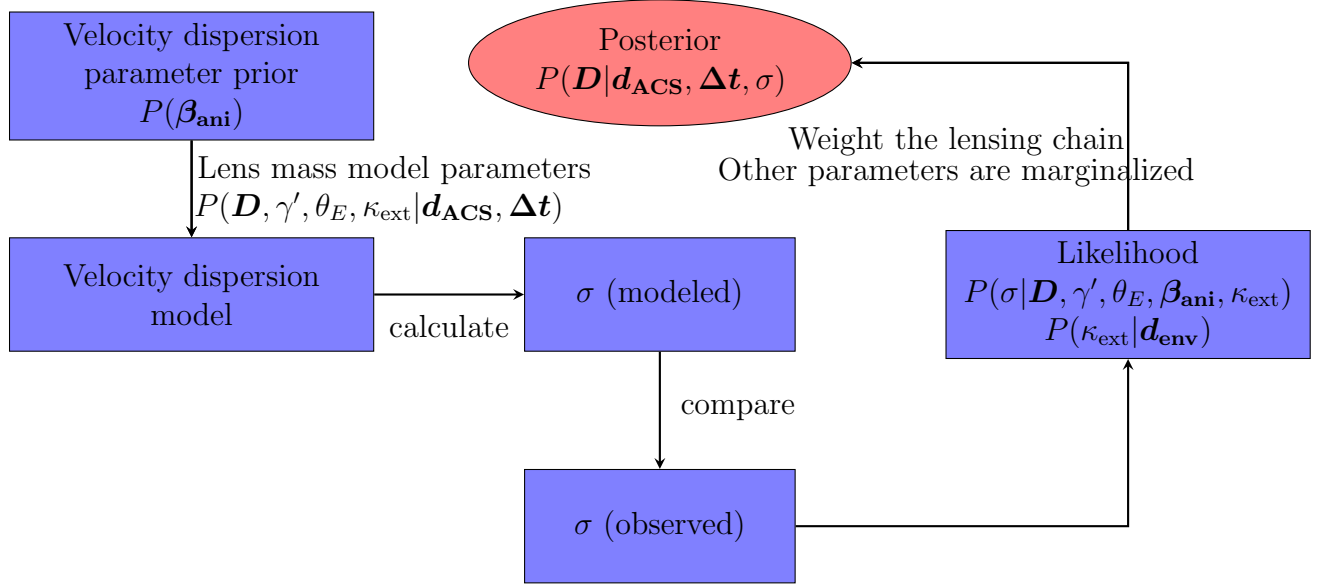 Velocity dispersion
parameter prior
P(𝜷ani)
Lens mass model parameters
P(𝑫, γ′, θ_E, κ_ext|𝒅_ACS, 𝚫𝒕)
Velocity dispersion
model
calculate
σ (modeled)
compare
σ (observed)
Likelihood
P(σ|𝑫, γ′, θ_E, 𝜷_ani, κ_ext)
P(κ_ext|𝒅_env)
Weight the lensing chain
Other parameters are marginalized
Posterior
P(𝑫|𝒅_ACS, 𝚫𝒕, σ)